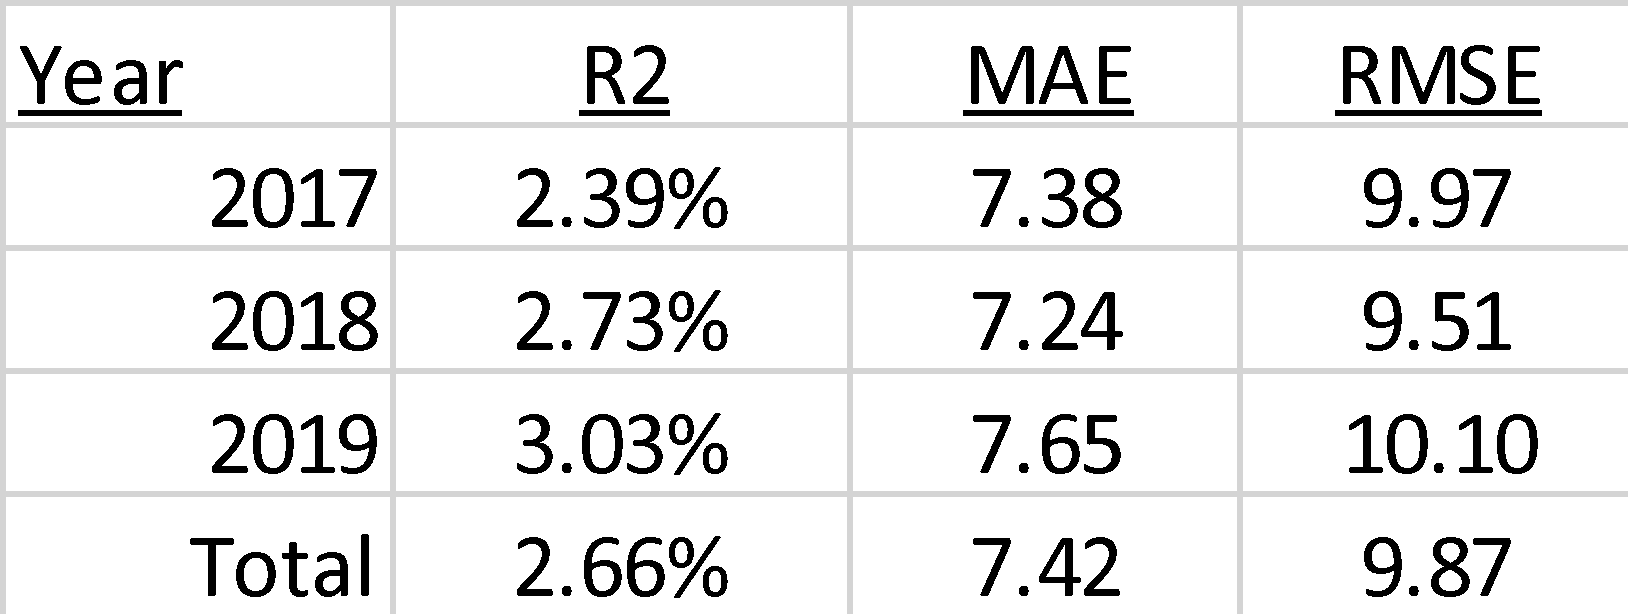 Year R2 MAE RMSE
2017 2.39% 7.38 9.97
2018 2.73% 7.24 9.51
2019 3.03% 7.65 10.10
Total 2.66% 7.42 9.87